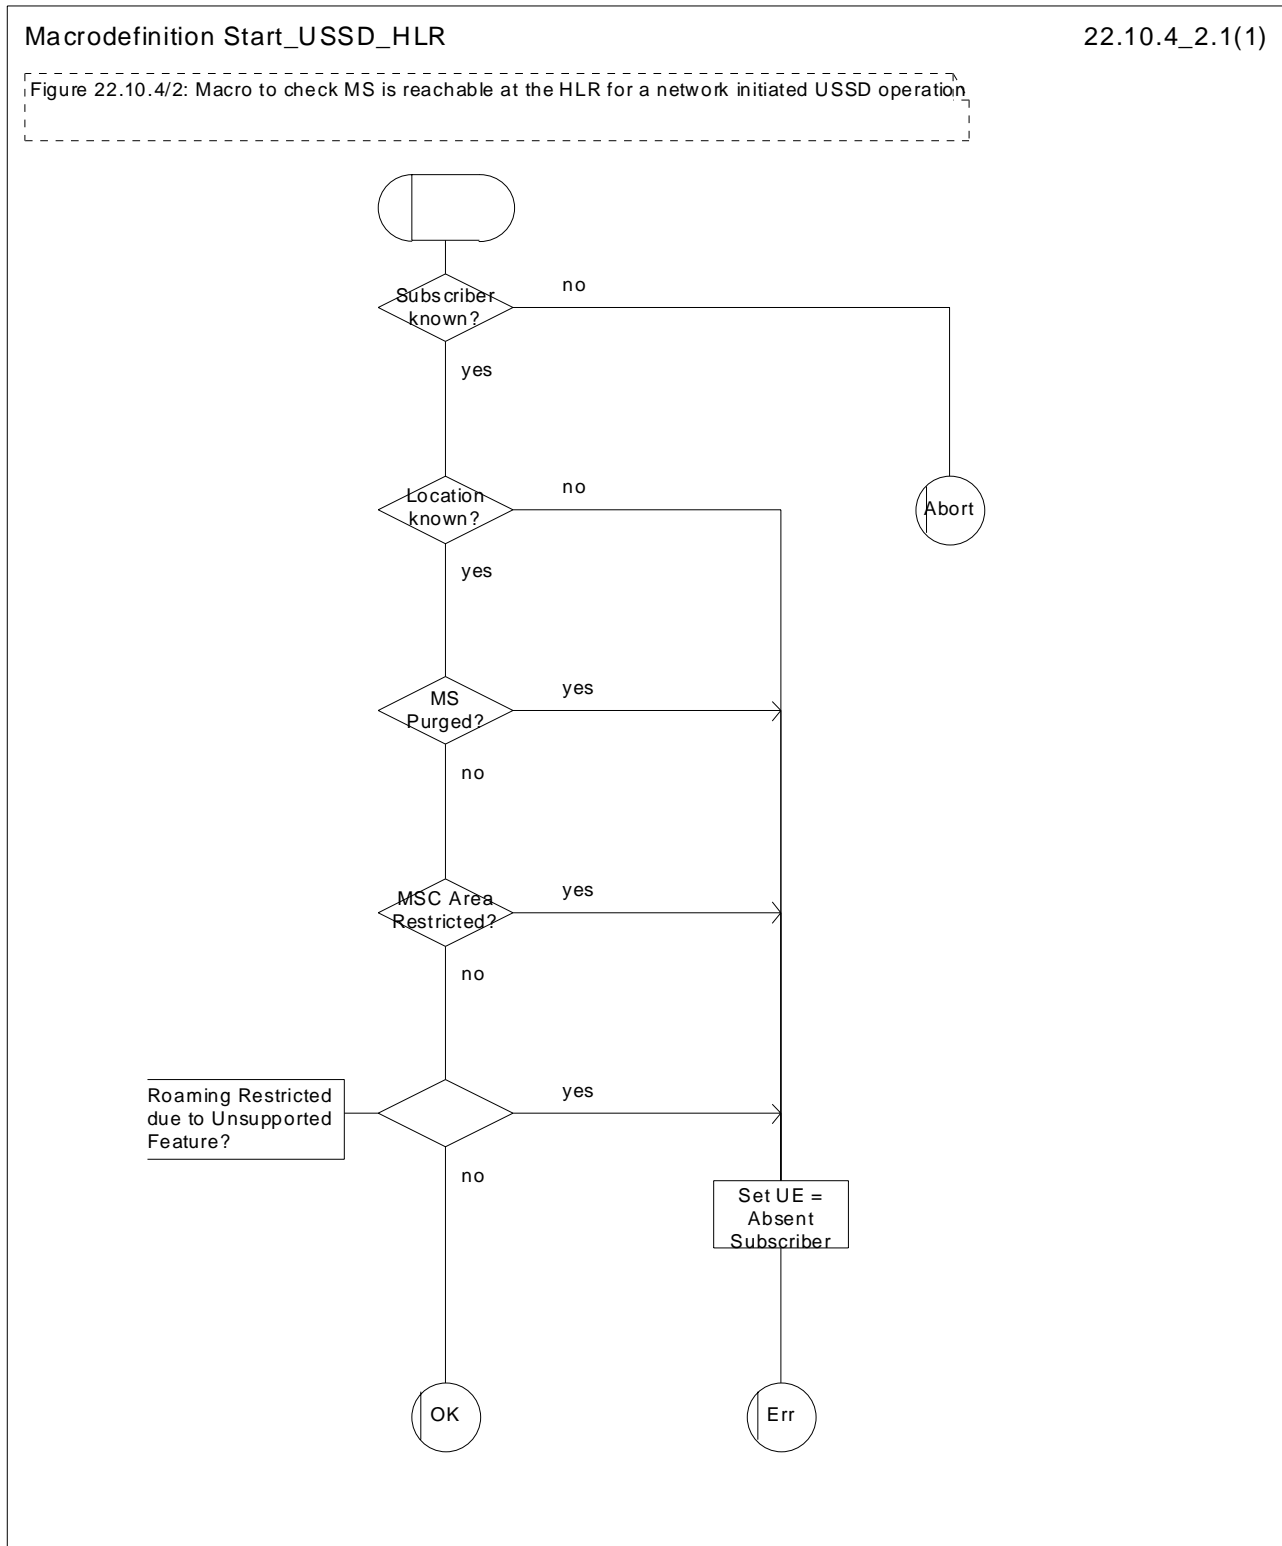 Macrodefinition Start_USSD_HLR
22.10.4_2.1(1)
Figure 22.10.4/2: Macro to check MS is reachable at the HLR for a network initiated USSD operation
Subscriber
known?
no
yes
Location
known?
no
Abort
yes
MS
Purged?
yes
no
MSC Area
Restricted?
yes
no
Roaming Restricted
due to Unsupported
Feature?
yes
no
Set UE =
Absent
Subscriber
OK
Err